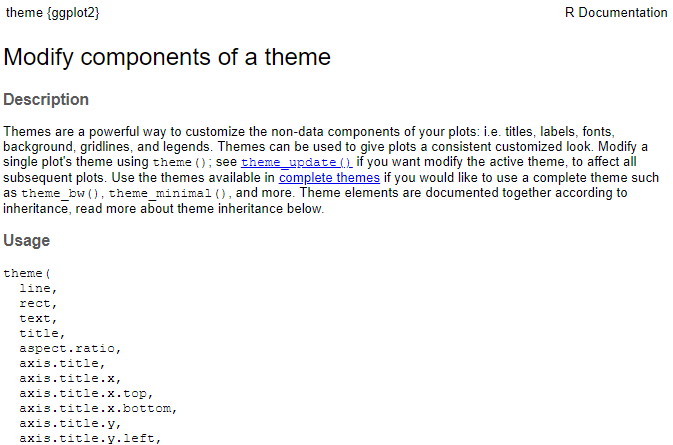 theme {ggplot2} R Documentation
Modify components of a theme
Description
Themes are a powerful way to customize the non-data components of your plots: i.e. titles, labels, fonts,
background, gridlines, and legends. Themes can be used to give plots a consistent customized look. Modify a
single plot's theme using theme(); see theme_update() if you want modify the active theme, to affect all
subsequent plots. Use the themes available in complete themes if you would like to use a complete theme such
as theme_bw(), theme_minimal(), and more. Theme elements are documented together according to
inheritance, read more about theme inheritance below.
Usage
theme(
line,
rect,
text,
title,
aspect.ratio,
axis.title,
axis.title.x,
axis.title.x.top,
axis.title.x.bottom,
axis.title.y,
axis.title.y.left,